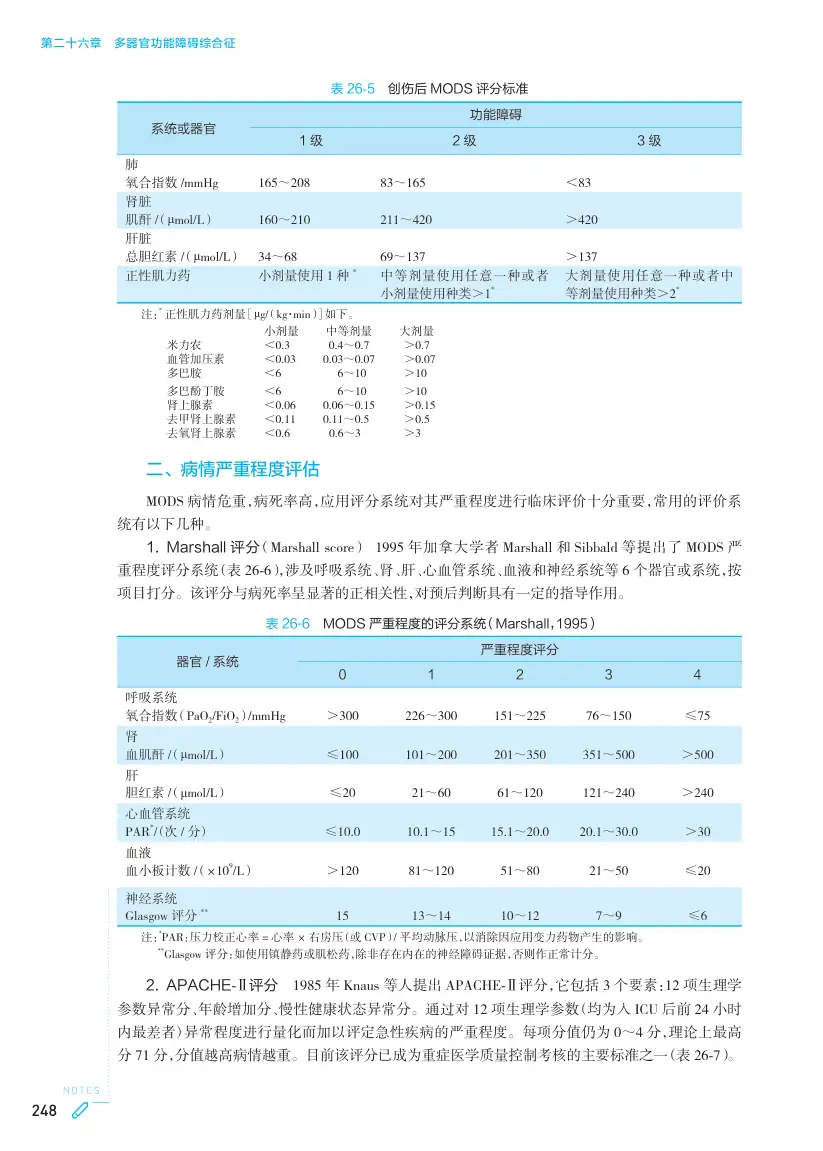 第二十六章 多器官功能障碍综合征
表 26-5 创伤后 MODS 评分标准
系统或器官 功能障碍
1 级 2 级 3 级
肺
氧合指数 /mmHg 165～208 83～165 ＜83
肾脏
肌酐 /（μmol/L） 160～210 211～420 ＞420
肝脏
总胆红素 /（μmol/L） 34～68 69～137 ＞137
正性肌力药 小剂量使用 1 种* 中等剂量使用任意一种或者 大剂量使用任意一种或者中
小剂量使用种类＞1* 等剂量使用种类＞2*
注：*正性肌力药剂量［μg/（kg·min）］如下。
小剂量 中等剂量 大剂量
米力农 ＜0.3 0.4～0.7 ＞0.7
血管加压素 ＜0.03 0.03～0.07 ＞0.07
多巴胺 ＜6 6～10 ＞10
多巴酚丁胺 ＜6 6～10 ＞10
肾上腺素 ＜0.06 0.06～0.15 ＞0.15
去甲肾上腺素 ＜0.11 0.11～0.5 ＞0.5
去氧肾上腺素 ＜0.6 0.6～3 ＞3
二、病情严重程度评估
MODS 病情危重，病死率高，应用评分系统对其严重程度进行临床评价十分重要，常用的评价系
统有以下几种。
1. Marshall 评分（Marshall score） 1995 年加拿大学者 Marshall 和 Sibbald 等提出了 MODS 严
重程度评分系统（表 26-6），涉及呼吸系统、肾、肝、心血管系统、血液和神经系统等 6 个器官或系统，按
项目打分。该评分与病死率呈显著的正相关性，对预后判断具有一定的指导作用。
表 26-6 MODS 严重程度的评分系统（Marshall，1995）
器官 / 系统 严重程度评分
0 1 2 3 4
呼吸系统
氧合指数（PaO₂/FiO₂）/mmHg ＞300 226～300 151～225 76～150 ≤75
肾
血肌酐 /（μmol/L） ≤100 101～200 201～350 351～500 ＞500
肝
胆红素 /（μmol/L） ≤20 21～60 61～120 121～240 ＞240
心血管系统
PAR*/（次 / 分） ≤10.0 10.1～15 15.1～20.0 20.1～30.0 ＞30
血液
血小板计数 /（×10⁹/L） ＞120 81～120 51～80 21～50 ≤20
神经系统
Glasgow 评分** 15 13～14 10～12 7～9 ≤6
注：*PAR：压力校正心率 = 心率 × 右房压（或 CVP）/ 平均动脉压，以消除因应用变力药物产生的影响。
**Glasgow 评分：如使用镇静药或肌松药，除非存在内在的神经障碍证据，否则作正常计分。
2. APACHE-Ⅱ评分 1985 年 Knaus 等人提出 APACHE-Ⅱ评分，它包括 3 个要素：12 项生理学
参数异常分、年龄增加分、慢性健康状态异常分。通过对 12 项生理学参数（均为入 ICU 后前 24 小时
内最差者）异常程度进行量化而加以评定急性疾病的严重程度。每项分值仍为 0～4 分，理论上最高
分 71 分，分值越高病情越重。目前该评分已成为重症医学质量控制考核的主要标准之一（表 26-7）。
NOTES
248